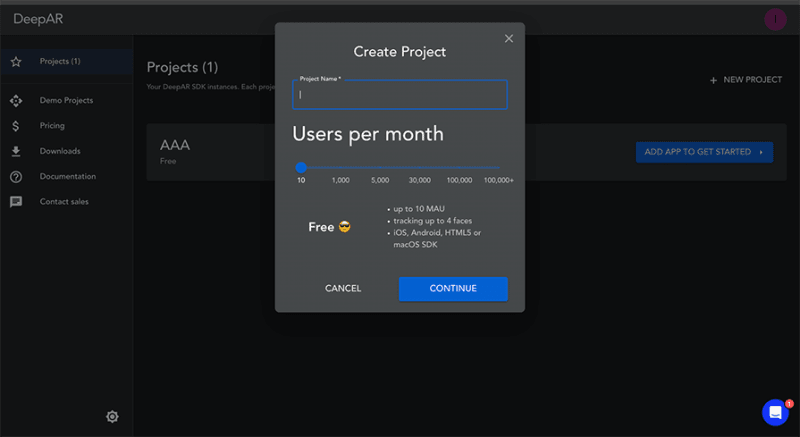 DeepAR
I
Projects (1)
Demo Projects
Pricing
Downloads
Documentation
Contact sales
Projects (1)
Your DeepAR SDK instances. Each proje
NEW PROJECT
AAA
Free
ADD APP TO GET STARTED
Create Project
Project Name *
Users per month
10 1,000 5,000 30,000 100,000 100,000+
Free 😎
• up to 10 MAU
• tracking up to 4 faces
• iOS, Android, HTML5 or
macOS SDK
CANCEL
CONTINUE
1